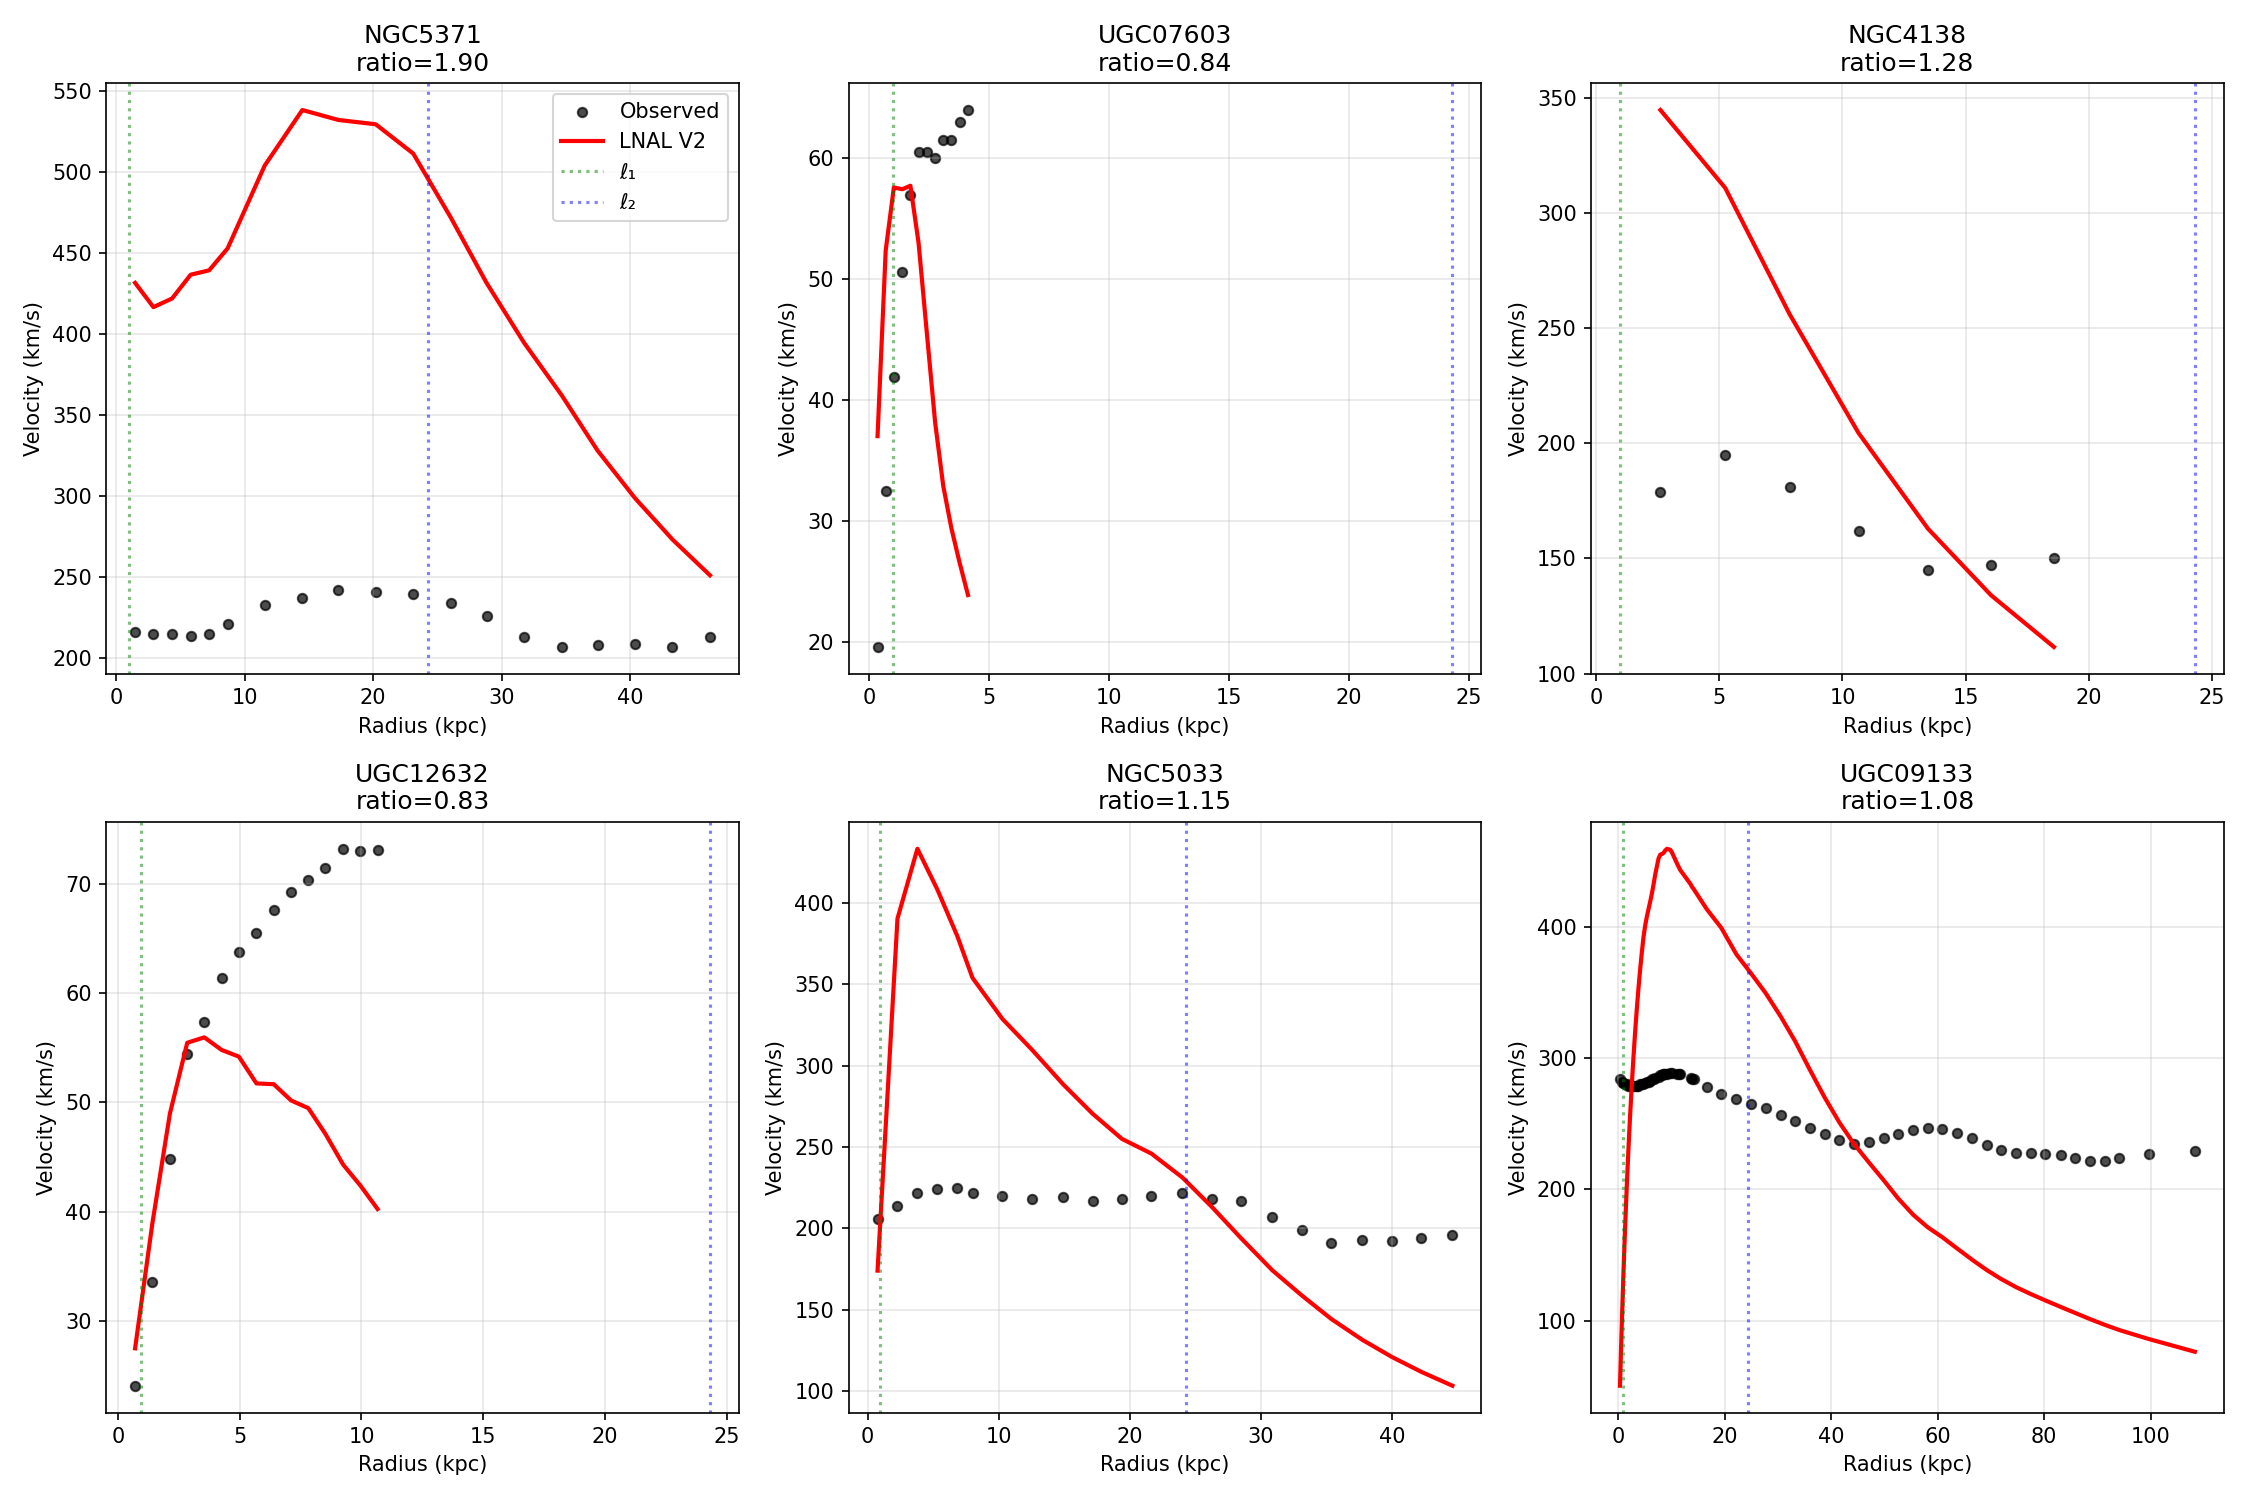 NGC5371
ratio=1.90
550
500
450
400
350
300
250
200
Velocity (km/s)
Observed
LNAL V2
ℓ₁
ℓ₂
0 10 20 30 40
Radius (kpc)
UGC07603
ratio=0.84
60
50
40
30
20
Velocity (km/s)
0 5 10 15 20 25
Radius (kpc)
NGC4138
ratio=1.28
350
300
250
200
150
100
Velocity (km/s)
0 5 10 15 20 25
Radius (kpc)
UGC12632
ratio=0.83
70
60
50
40
30
Velocity (km/s)
0 5 10 15 20 25
Radius (kpc)
NGC5033
ratio=1.15
400
350
300
250
200
150
100
Velocity (km/s)
0 10 20 30 40
Radius (kpc)
UGC09133
ratio=1.08
400
300
200
100
Velocity (km/s)
0 20 40 60 80 100
Radius (kpc)